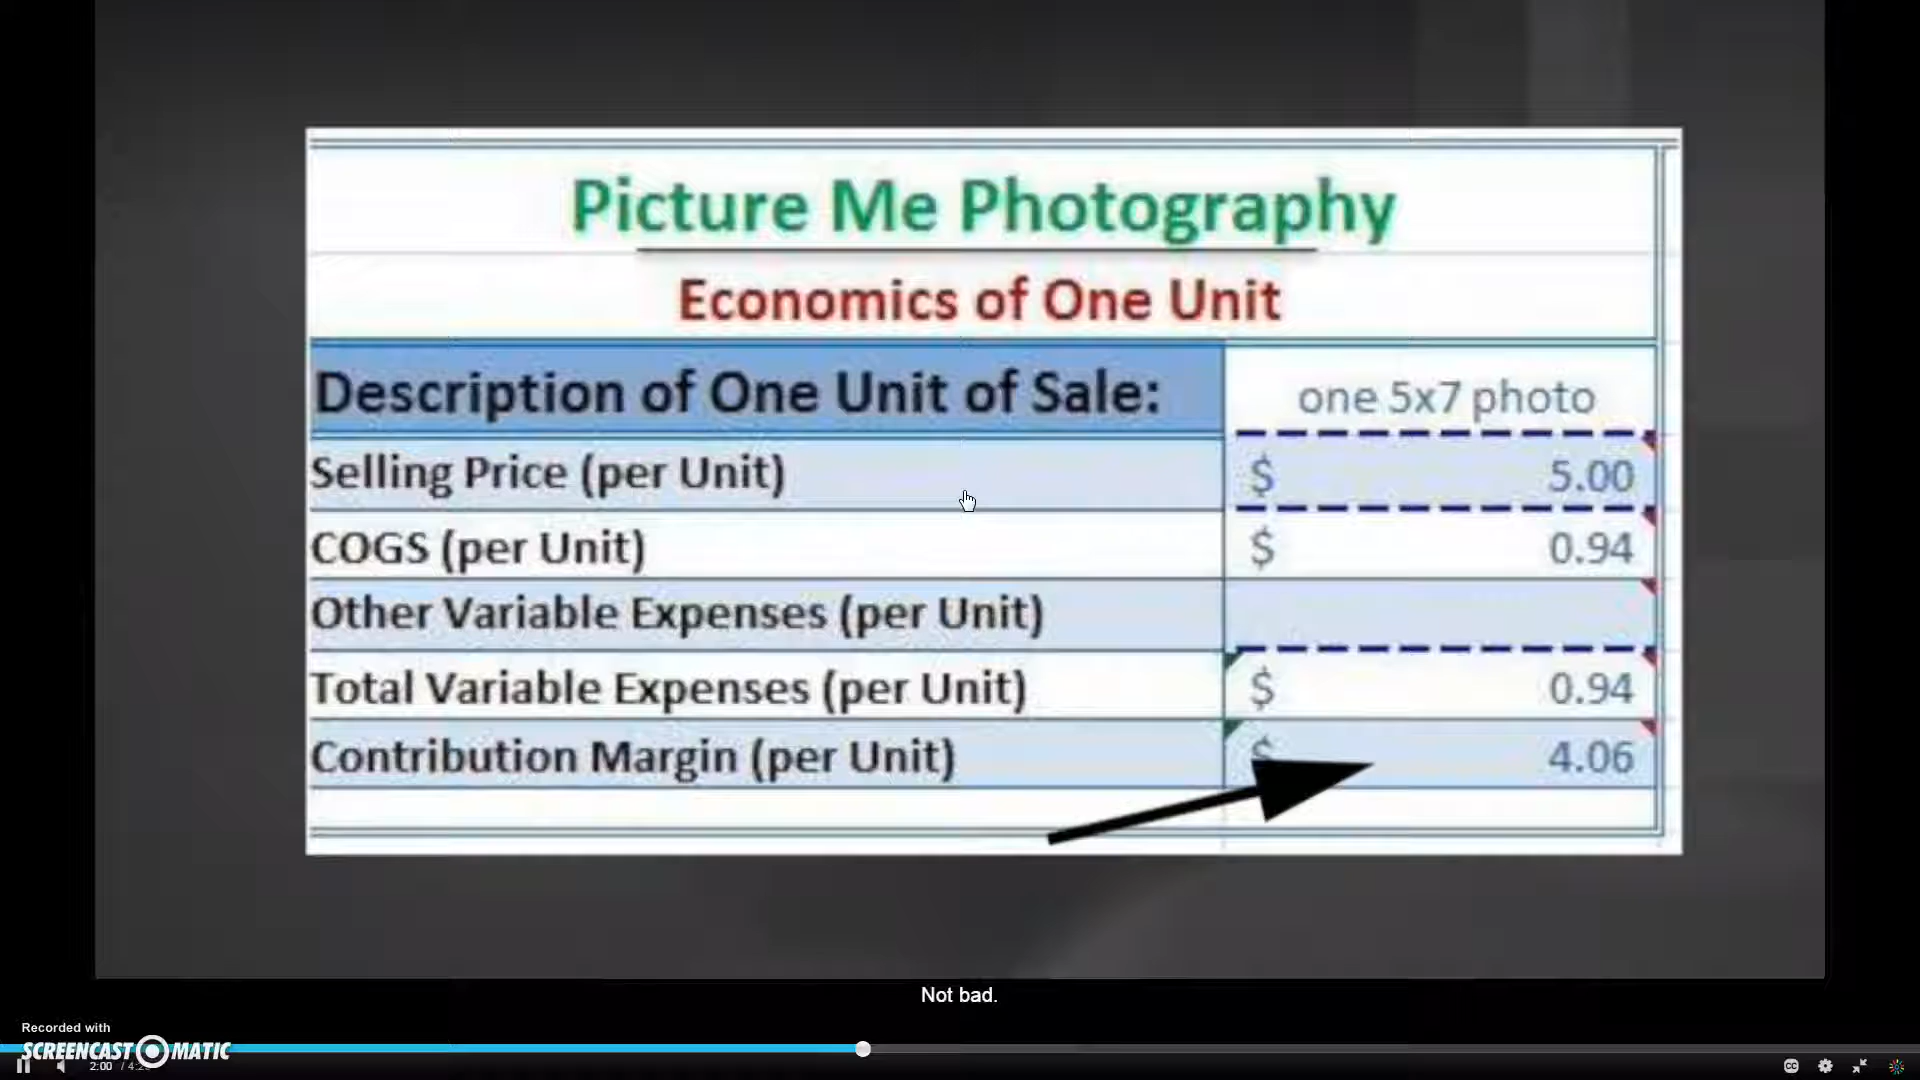 Picture Me Photography
Economics of One Unit
Description of One Unit of Sale: one 5x7 photo
Selling Price (per Unit) $ 5.00
COGS (per Unit) $ 0.94
Other Variable Expenses (per Unit)
Total Variable Expenses (per Unit) $ 0.94
Contribution Margin (per Unit) $ 4.06
Not bad.
Recorded with
SCREENCAST MATIC
2:00
CC